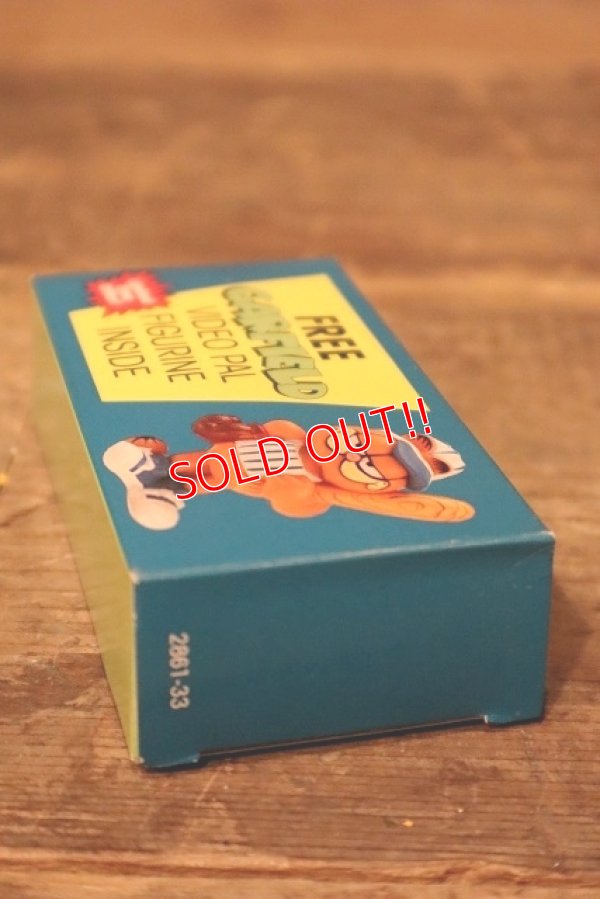 FREE
GARFIELD
VIDEO PAL
FIGURINE
INSIDE
SOLD OUT!!
2861-33